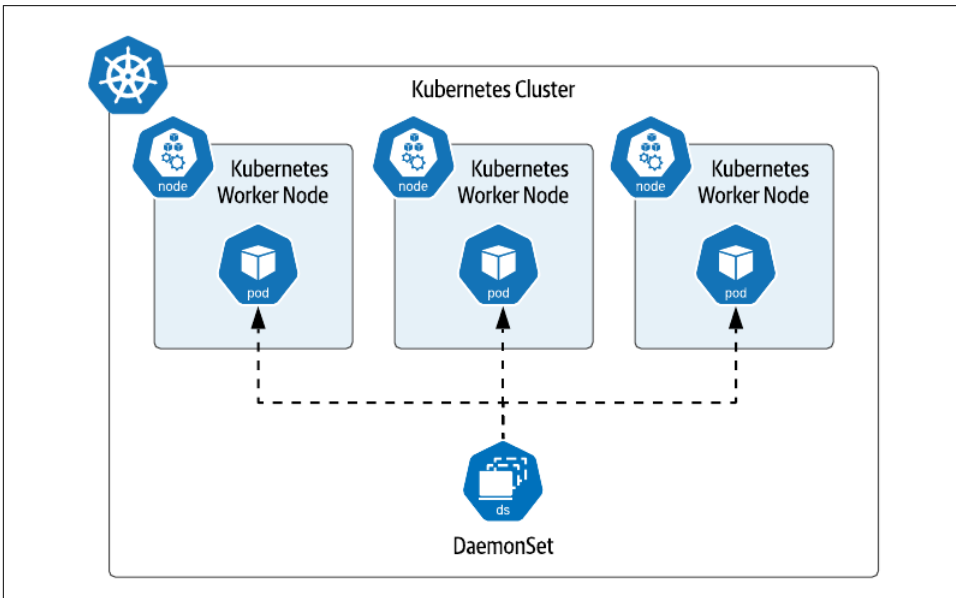 Kubernetes Cluster
node
Kubernetes
Worker Node
pod
node
Kubernetes
Worker Node
pod
node
Kubernetes
Worker Node
pod
ds
DaemonSet